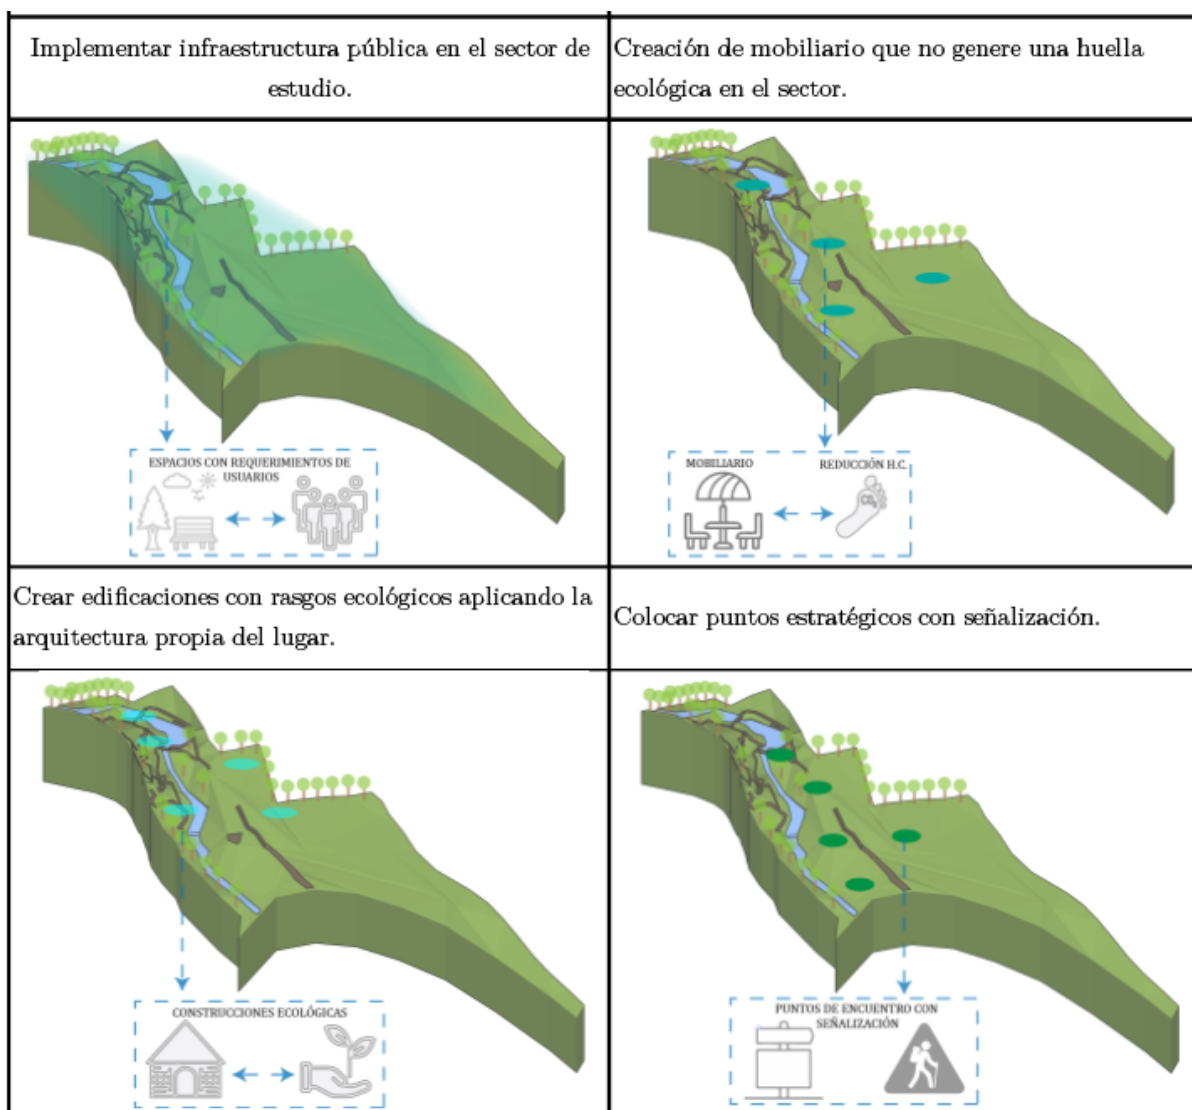 Implementar infraestructura pública en el sector de
estudio.
Creación de mobiliario que no genere una huella
ecológica en el sector.
ESPACIOS CON REQUERIMIENTOS DE
USUARIOS
MOBILIARIO
REDUCCIÓN H.C.
CO₂
Crear edificaciones con rasgos ecológicos aplicando la
arquitectura propia del lugar.
Colocar puntos estratégicos con señalización.
CONSTRUCCIONES ECOLÓGICAS
PUNTOS DE ENCUENTRO CON
SEÑALIZACIÓN